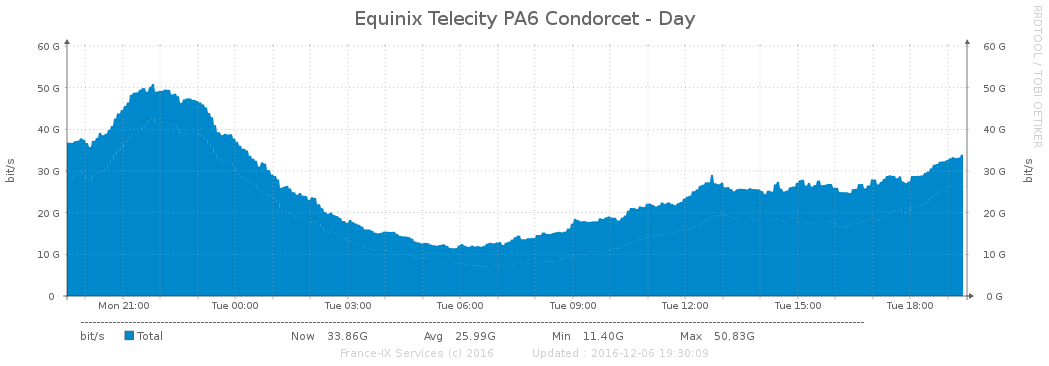 Equinix Telecity PA6 Condorcet - Day
RRDTOOL / TOBI OETIKER
60 G 60 G
50 G 50 G
40 G 40 G
30 G 30 G
20 G 20 G
10 G 10 G
0 0 G
bit/s bit/s
Mon 21:00 Tue 00:00 Tue 03:00 Tue 06:00 Tue 09:00 Tue 12:00 Tue 15:00 Tue 18:00
bit/s Total Now 33.86G Avg 25.99G Min 11.40G Max 50.83G
France-IX Services (c) 2016 Updated : 2016-12-06 19:30:09